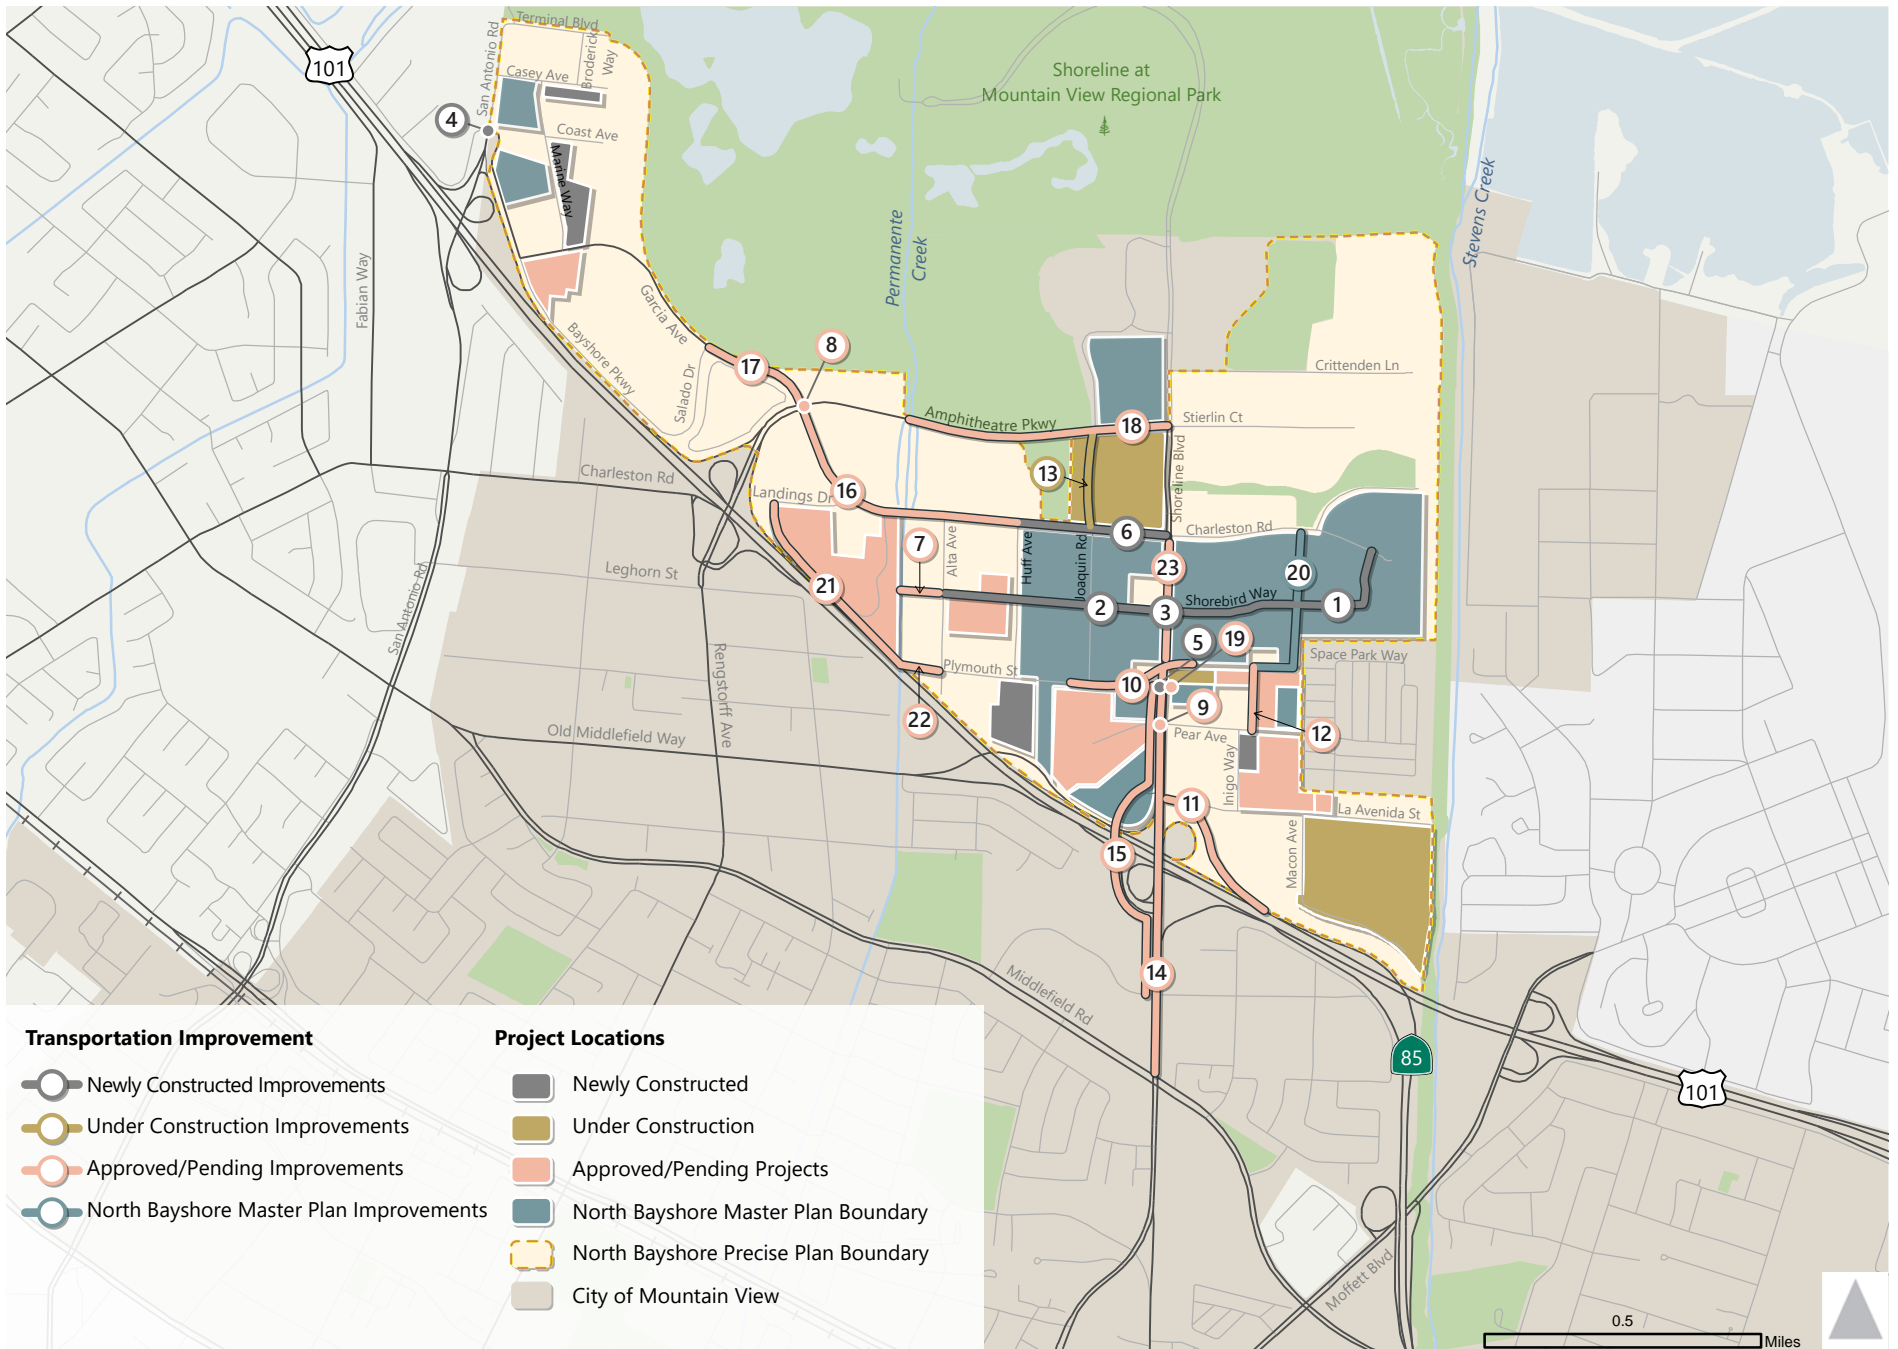 Terminal Blvd
San Antonio Rd
Broderick
Way
101
Casey Ave
Shoreline at
Mountain View Regional Park
4
Coast Ave
Marine Way
Stevens Creek
Permanente
Creek
Fabian Way
Garcia Ave
Bayshore Pkwy
8
17
Salado Dr
Crittenden Ln
Amphitheatre Pkwy
18
Stierlin Ct
Shoreline Blvd
13
Charleston Rd
Landings Dr
16
6
Charleston Rd
7
Alta Ave
Huff Ave
Joaquin Rd
23
20
Leghorn St
21
San Antonio Rd
2
3
Shorebird Way
1
5
19
Rengstorff Ave
Plymouth St
Space Park Way
10
9
22
12
Old Middlefield Way
Pear Ave
Inigo Way
11
La Avenida St
15
Macon Ave
14
Middlefield Rd
85
101
Moffett Blvd
Transportation Improvement
Newly Constructed Improvements
Under Construction Improvements
Approved/Pending Improvements
North Bayshore Master Plan Improvements
Project Locations
Newly Constructed
Under Construction
Approved/Pending Projects
North Bayshore Master Plan Boundary
North Bayshore Precise Plan Boundary
City of Mountain View
0.5
Miles